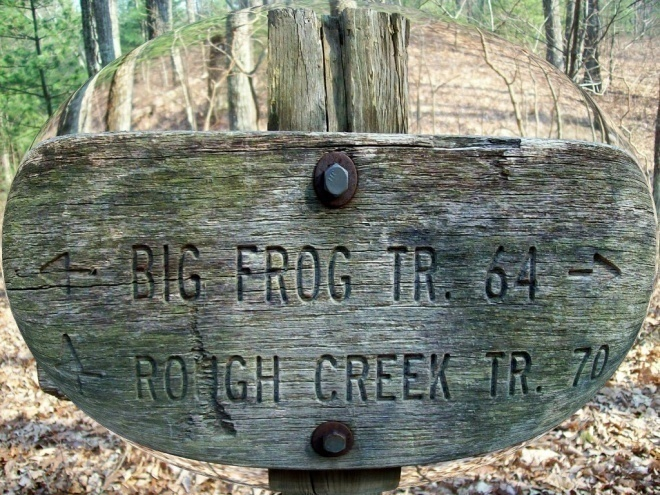 ← BIG FROG TR. 64 →
← ROUGH CREEK TR. 70